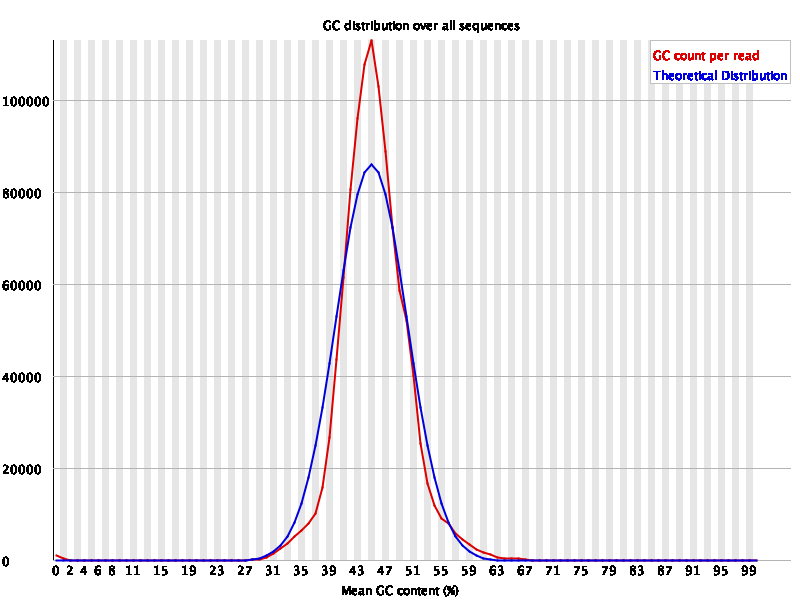 GC distribution over all sequences
GC count per read
Theoretical Distribution
100000
80000
60000
40000
20000
0
0 2 4 6 8 11 15 19 23 27 31 35 39 43 47 51 55 59 63 67 71 75 79 83 87 91 95 99
Mean GC content (%)